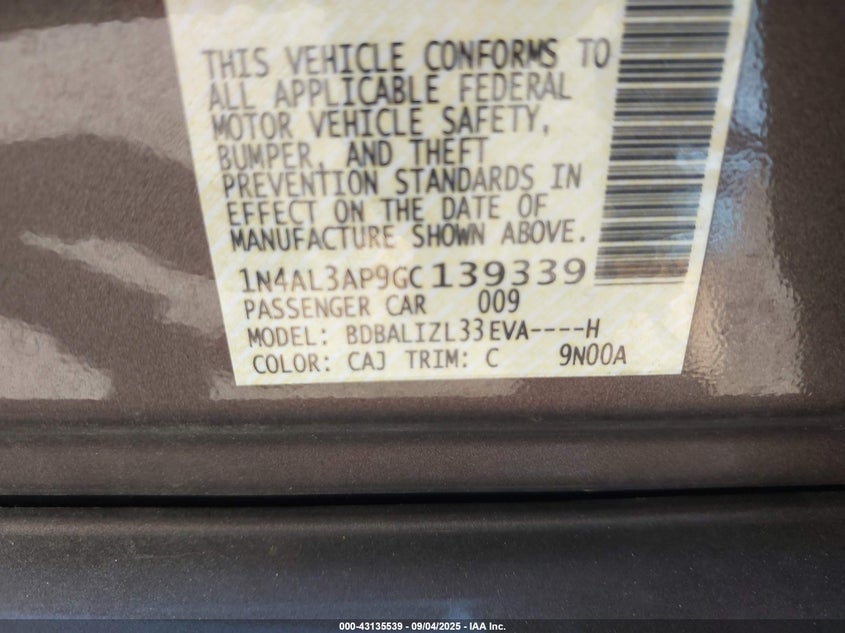 THIS VEHICLE CONFORMS TO
ALL APPLICABLE FEDERAL
MOTOR VEHICLE SAFETY,
BUMPER, AND THEFT
PREVENTION STANDARDS IN
EFFECT ON THE DATE OF
MANUFACTURE SHOWN ABOVE.
1N4AL3AP9GC139339
PASSENGER CAR 009
MODEL: BDBALIZL33EVA----H
COLOR: CAJ TRIM: C 9N00A
000-43135539 - 09/04/2025 - IAA Inc.